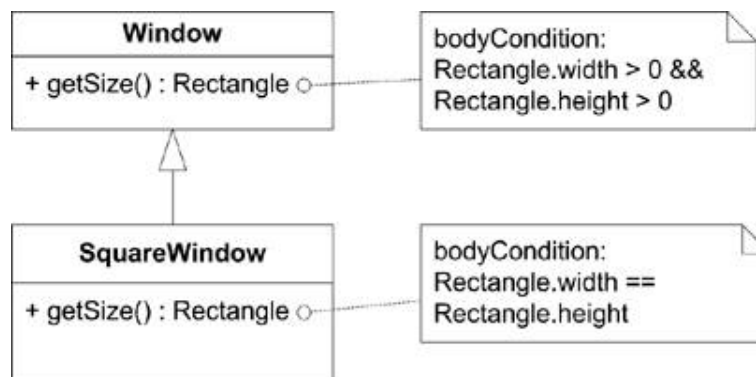 Window
+ getSize() : Rectangle
bodyCondition:
Rectangle.width > 0 &&
Rectangle.height > 0
SquareWindow
+ getSize() : Rectangle
bodyCondition:
Rectangle.width ==
Rectangle.height